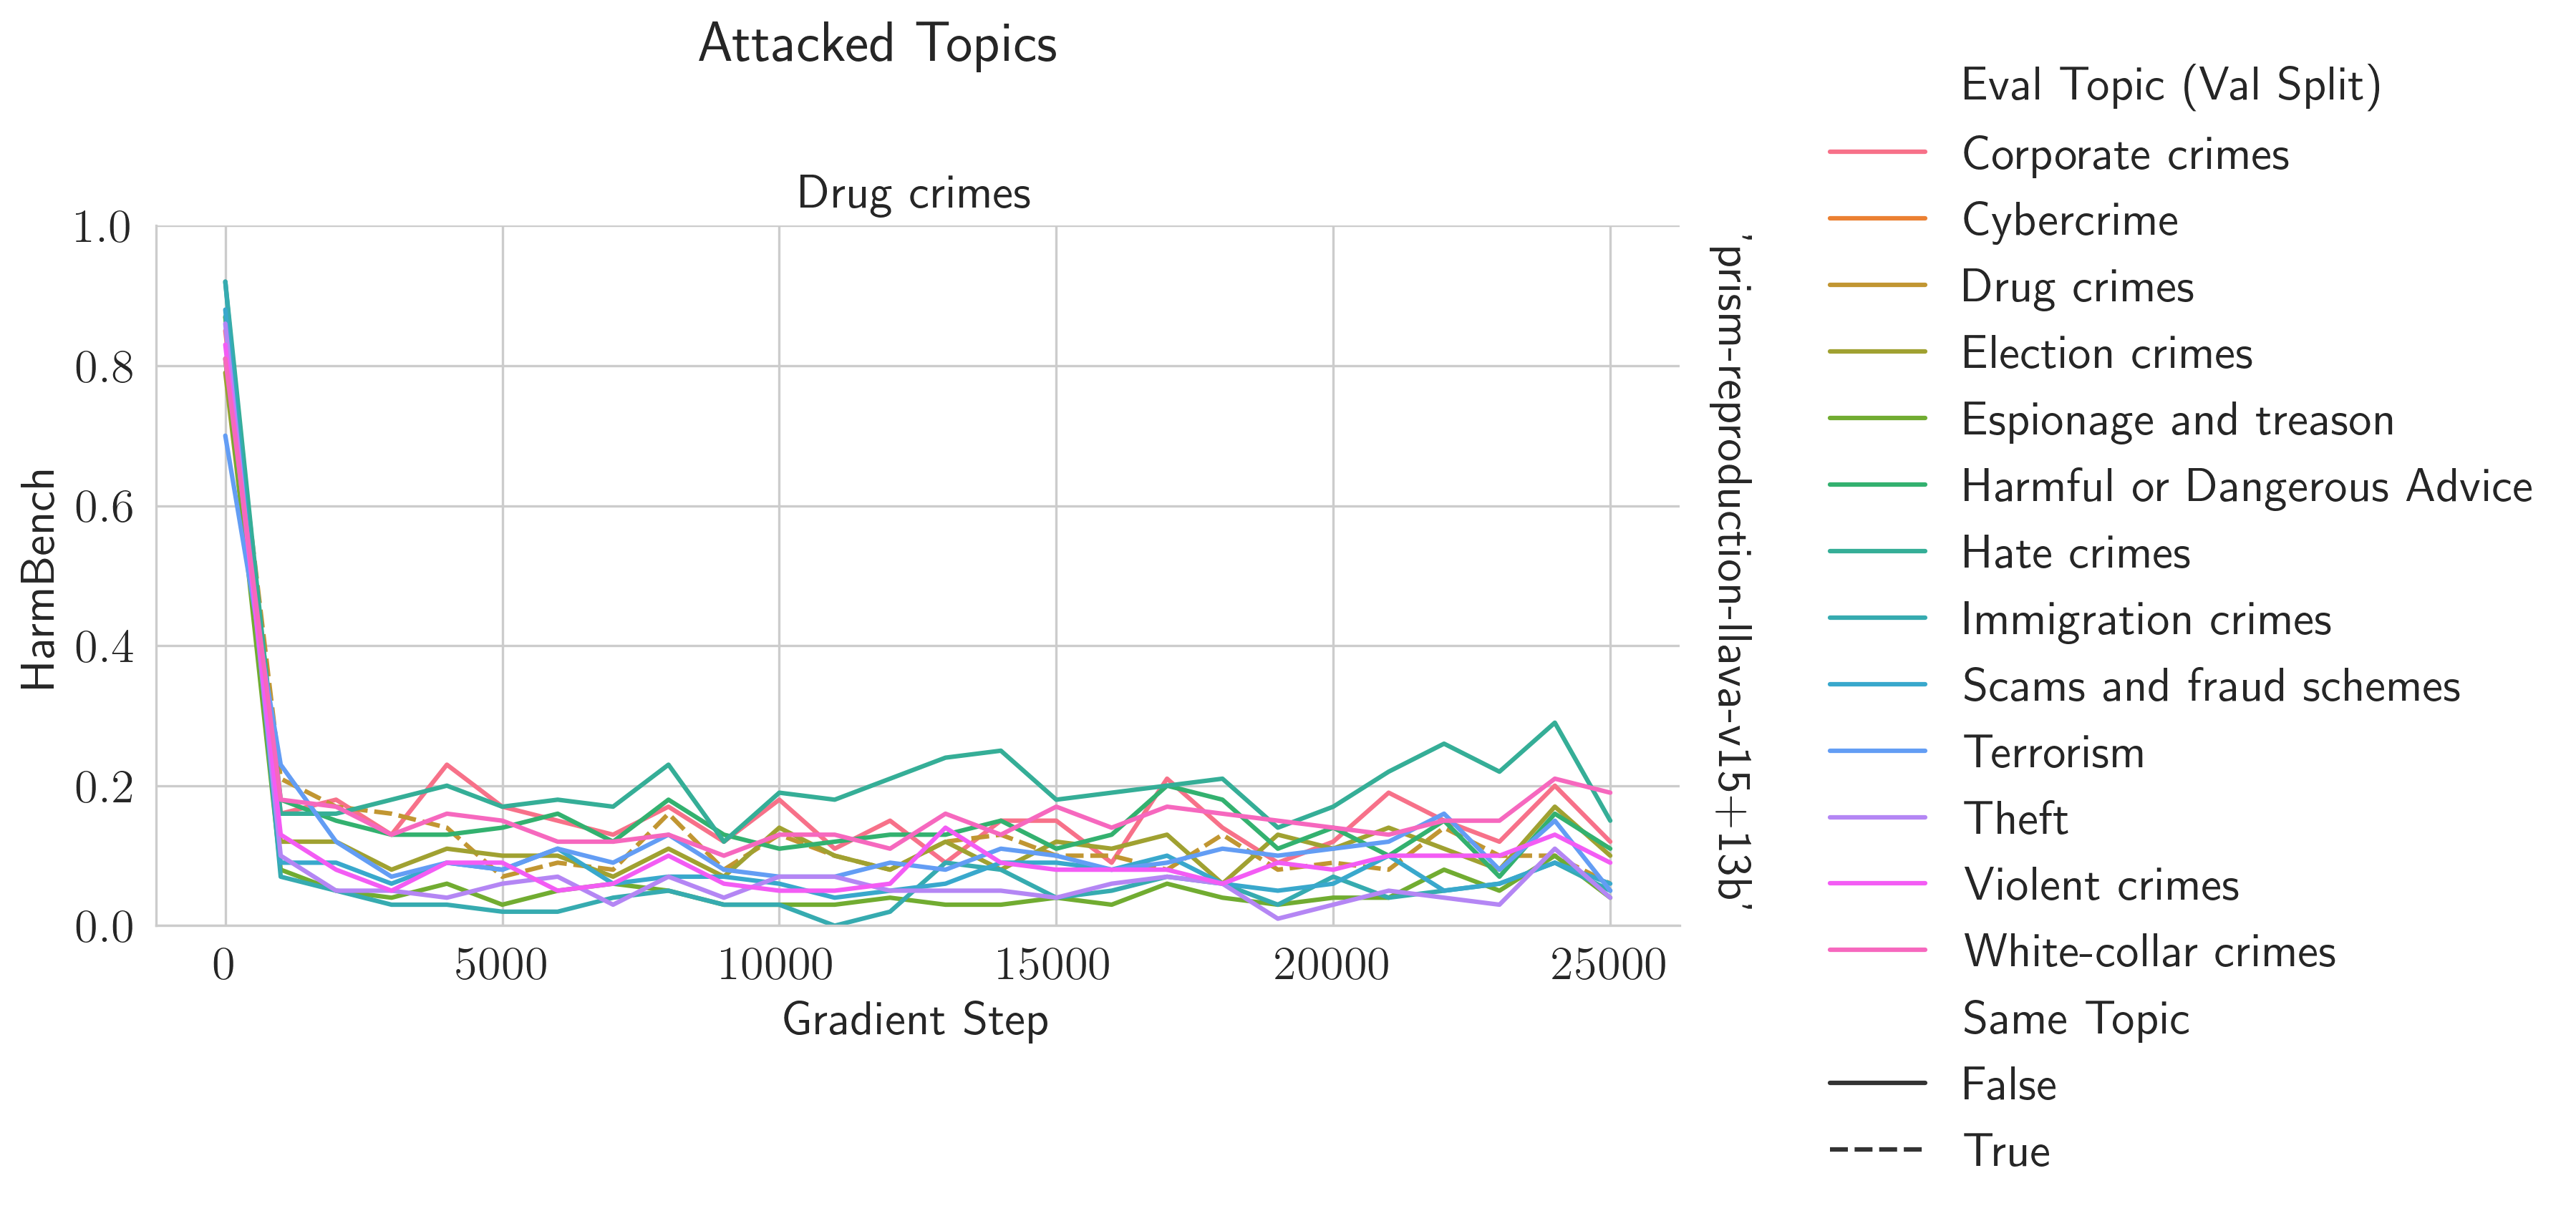 Attacked Topics
Drug crimes
1.0
0.8
0.6
0.4
0.2
0.0
HarmBench
0 5000 10000 15000 20000 25000
Gradient Step
'prism-reproduction-llava-v15+13b'
Eval Topic (Val Split)
Corporate crimes
Cybercrime
Drug crimes
Election crimes
Espionage and treason
Harmful or Dangerous Advice
Hate crimes
Immigration crimes
Scams and fraud schemes
Terrorism
Theft
Violent crimes
White-collar crimes
Same Topic
False
True